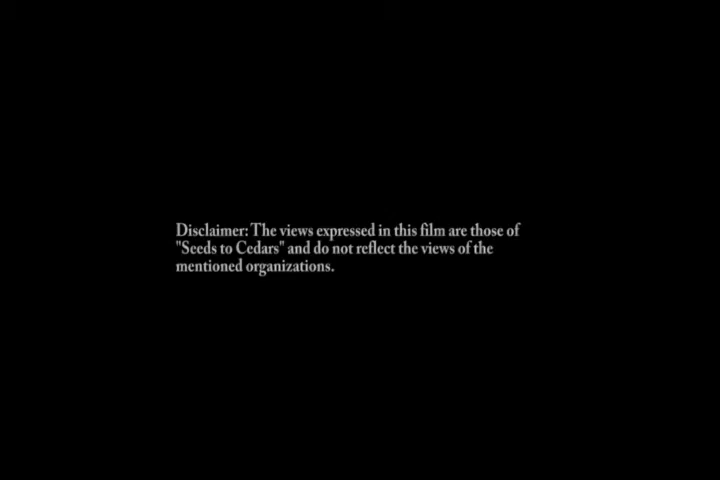 Disclaimer: The views expressed in this film are those of
"Seeds to Cedars" and do not reflect the views of the
mentioned organizations.